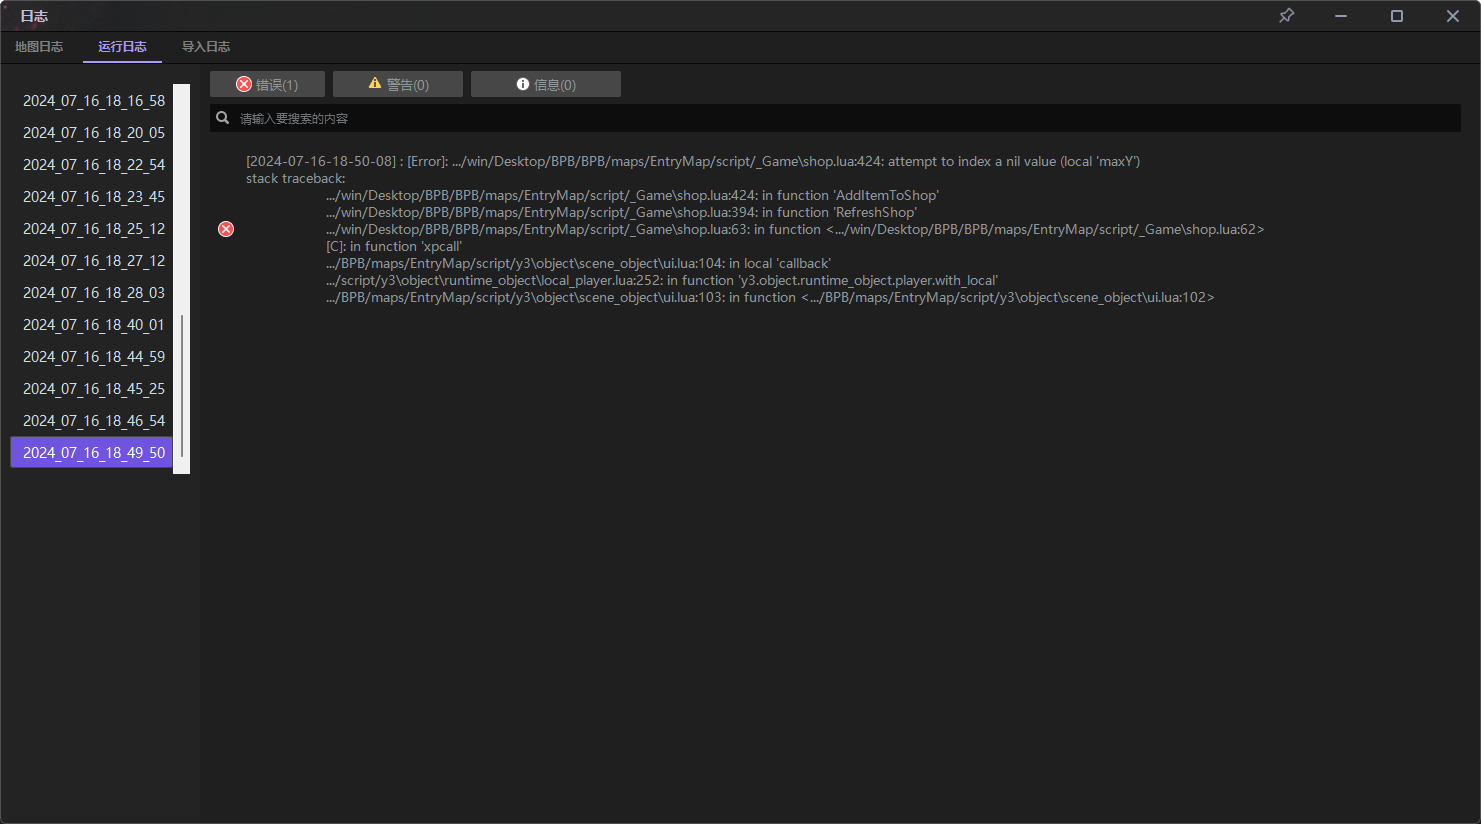 日志
地图日志 运行日志 导入日志
错误(1) 警告(0) 信息(0)
请输入要搜索的内容
2024_07_16_18_16_58
2024_07_16_18_20_05
2024_07_16_18_22_54
2024_07_16_18_23_45
2024_07_16_18_25_12
2024_07_16_18_27_12
2024_07_16_18_28_03
2024_07_16_18_40_01
2024_07_16_18_44_59
2024_07_16_18_45_25
2024_07_16_18_46_54
2024_07_16_18_49_50
[2024-07-16-18-50-08] : [Error]: .../win/Desktop/BPB/BPB/maps/EntryMap/script/_Game\shop.lua:424: attempt to index a nil value (local 'maxY')
stack traceback:
.../win/Desktop/BPB/BPB/maps/EntryMap/script/_Game\shop.lua:424: in function 'AddItemToShop'
.../win/Desktop/BPB/BPB/maps/EntryMap/script/_Game\shop.lua:394: in function 'RefreshShop'
.../win/Desktop/BPB/BPB/maps/EntryMap/script/_Game\shop.lua:63: in function <.../win/Desktop/BPB/BPB/maps/EntryMap/script/_Game\shop.lua:62>
[C]: in function 'xpcall'
.../BPB/maps/EntryMap/script/y3\object\scene_object\ui.lua:104: in local 'callback'
.../script/y3\object\runtime_object\local_player.lua:252: in function 'y3.object.runtime_object.player.with_local'
.../BPB/maps/EntryMap/script/y3\object\scene_object\ui.lua:103: in function <.../BPB/maps/EntryMap/script/y3\object\scene_object\ui.lua:102>